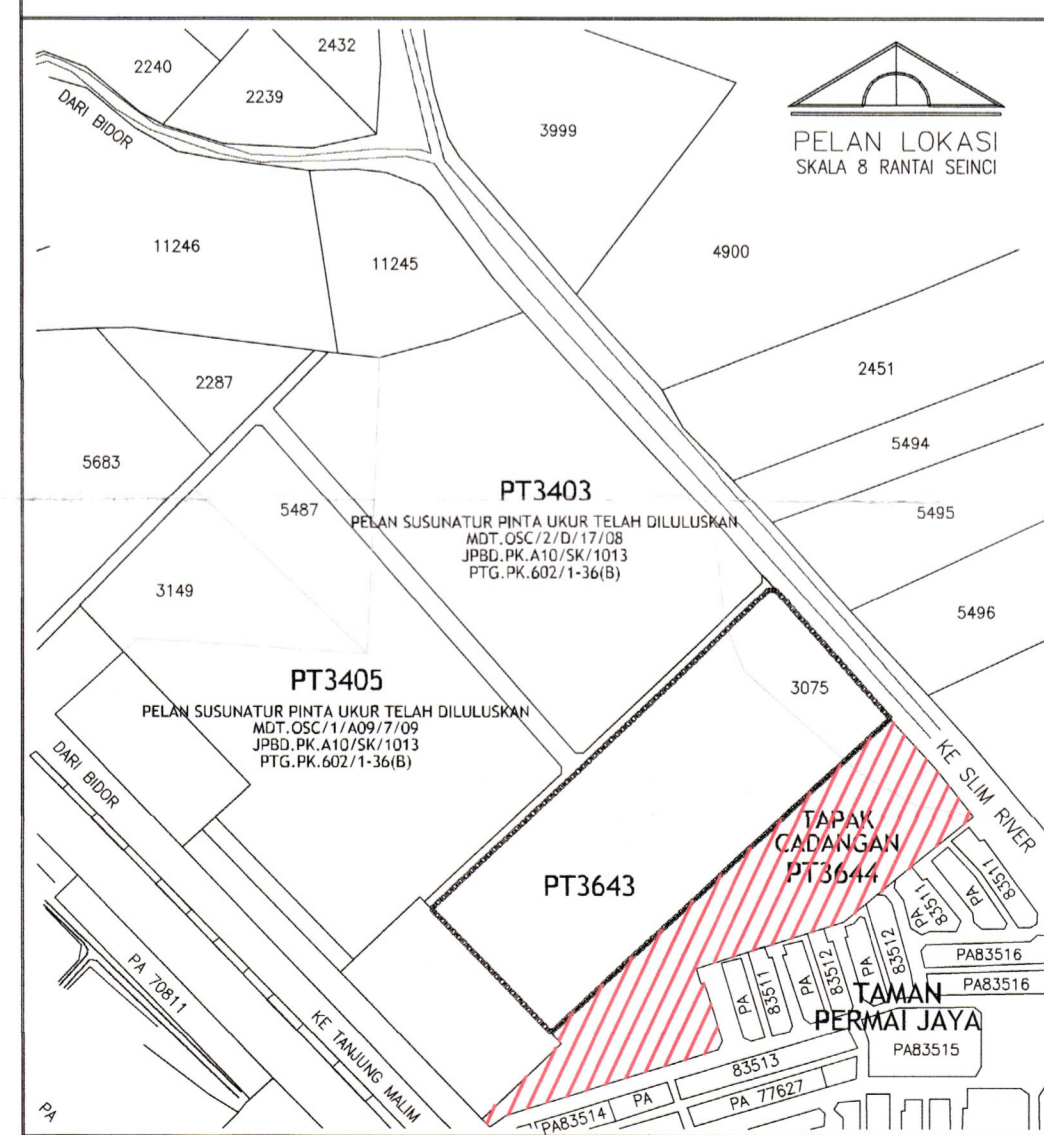 2432
2240
2239
DARI BIDOR
3999
PELAN LOKASI
SKALA 8 RANTAI SEINCI
11246
11245
4900
2287
2451
5683
5494
5487
5495
PT3403
PELAN SUSUNATUR PINTA UKUR TELAH DILULUSKAN
MDT.OSC/2/D/17/08
JPBD.PK.A10/SK/1013
PTG.PK.602/1-36(B)
3149
5496
3075
PT3405
PELAN SUSUNATUR PINTA UKUR TELAH DILULUSKAN
MDT.OSC/1/A09/7/09
JPBD.PK.A10/SK/1013
PTG.PK.602/1-36(B)
DARI BIDOR
KE SLIM RIVER
TAPAK
CADANGAN
PT3644
PT3643
PA
83511
PA
83511
PA
83512
PA
83512
PA
83511
PA83516
PA83516
TAMAN
PERMAI JAYA
PA83515
PA 70811
KE TANJUNG MALIM
83513
PA 77627
PA
PA83514
PA